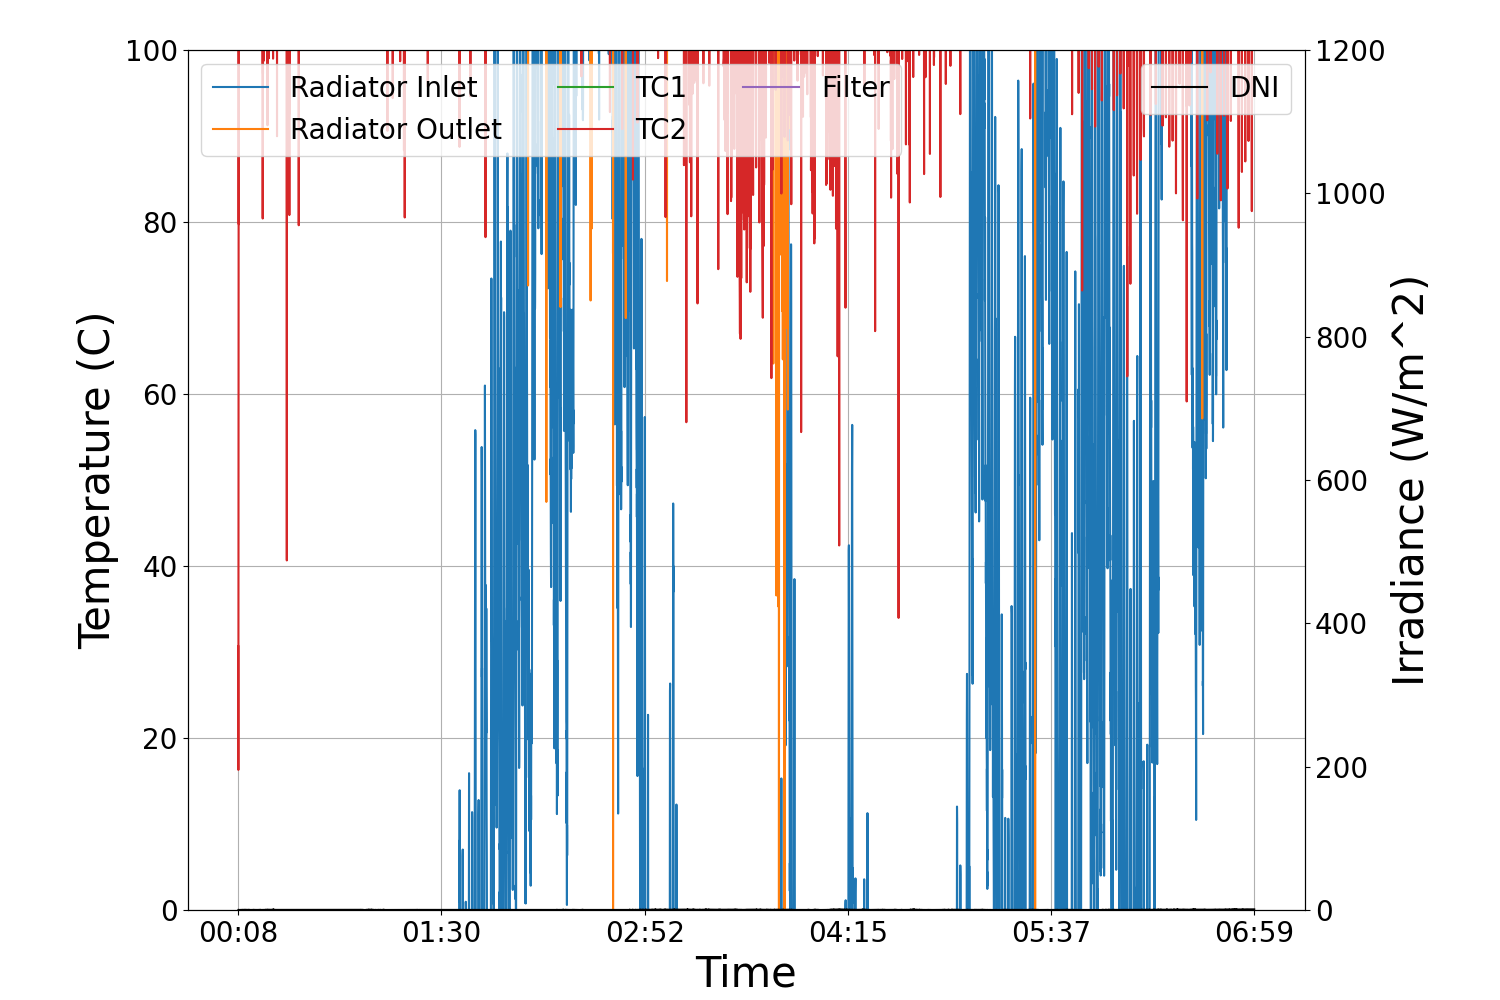 Radiator Inlet
Radiator Outlet
TC1
TC2
Filter
DNI
Temperature (C)
100
80
60
40
20
0
1200
1000
800
600
400
200
0
Irradiance (W/m^2)
00:08 01:30 02:52 04:15 05:37 06:59
Time